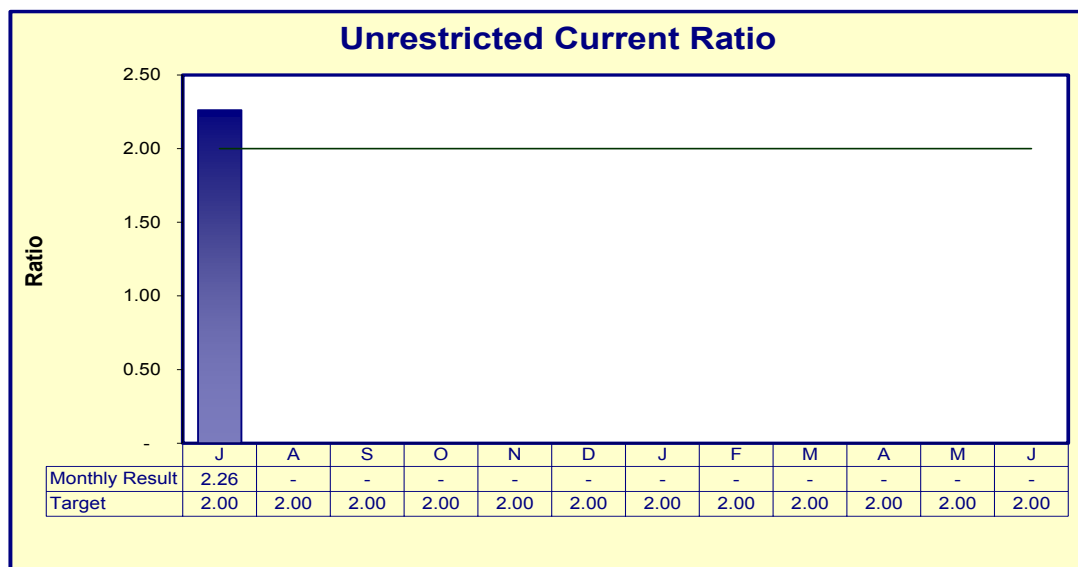 Unrestricted Current Ratio
2.50
2.00
1.50
1.00
0.50
-
Ratio
J A S O N D J F M A M J
Monthly Result 2.26 - - - - - - - - - - -
Target 2.00 2.00 2.00 2.00 2.00 2.00 2.00 2.00 2.00 2.00 2.00 2.00